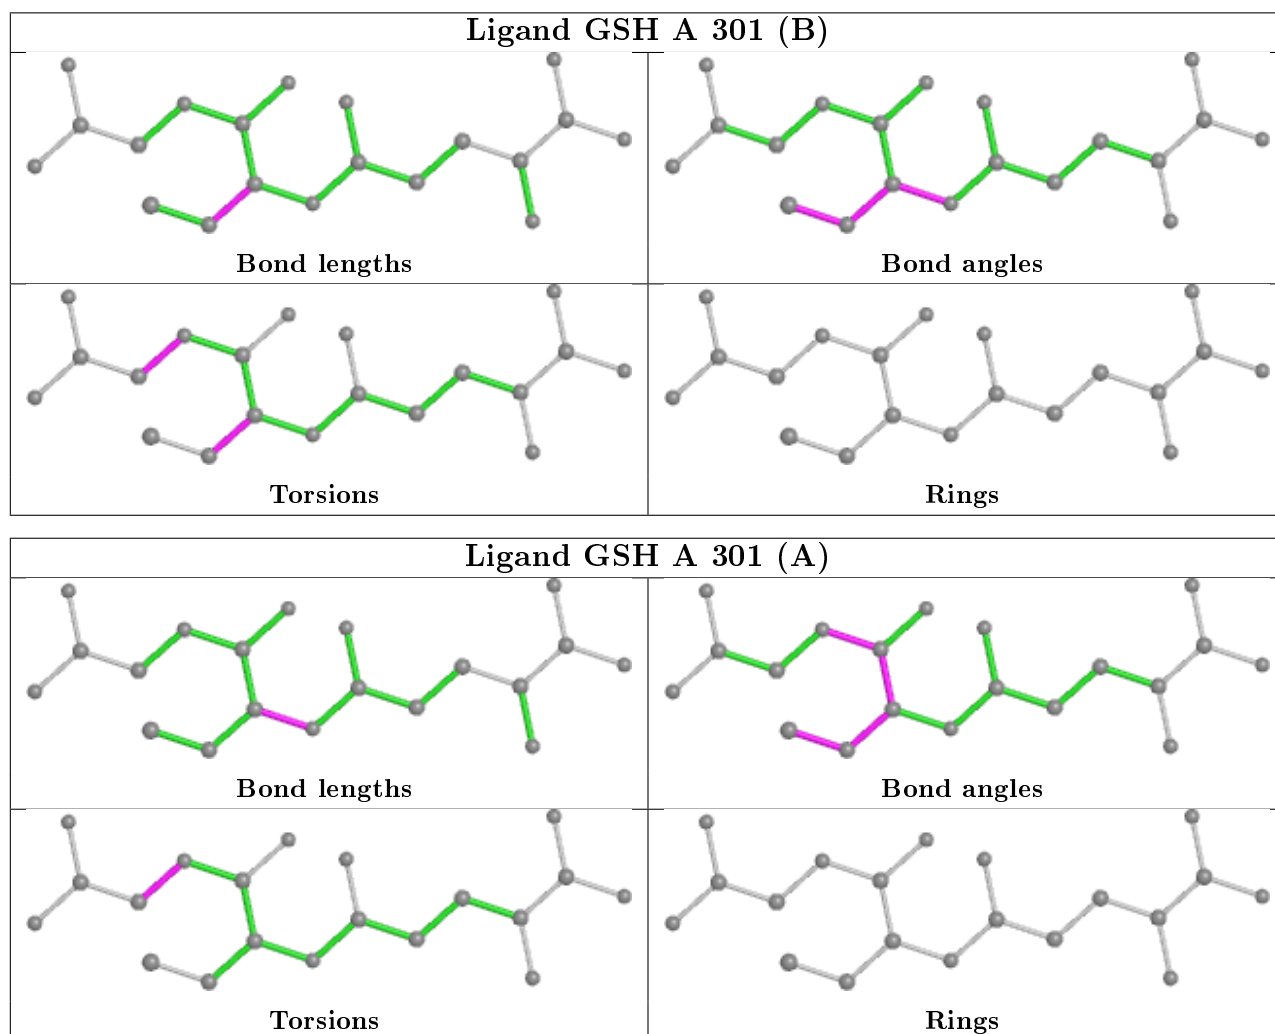 Ligand GSH A 301 (B)
Bond lengths
Bond angles
Torsions
Rings
Ligand GSH A 301 (A)
Bond lengths
Bond angles
Torsions
Rings